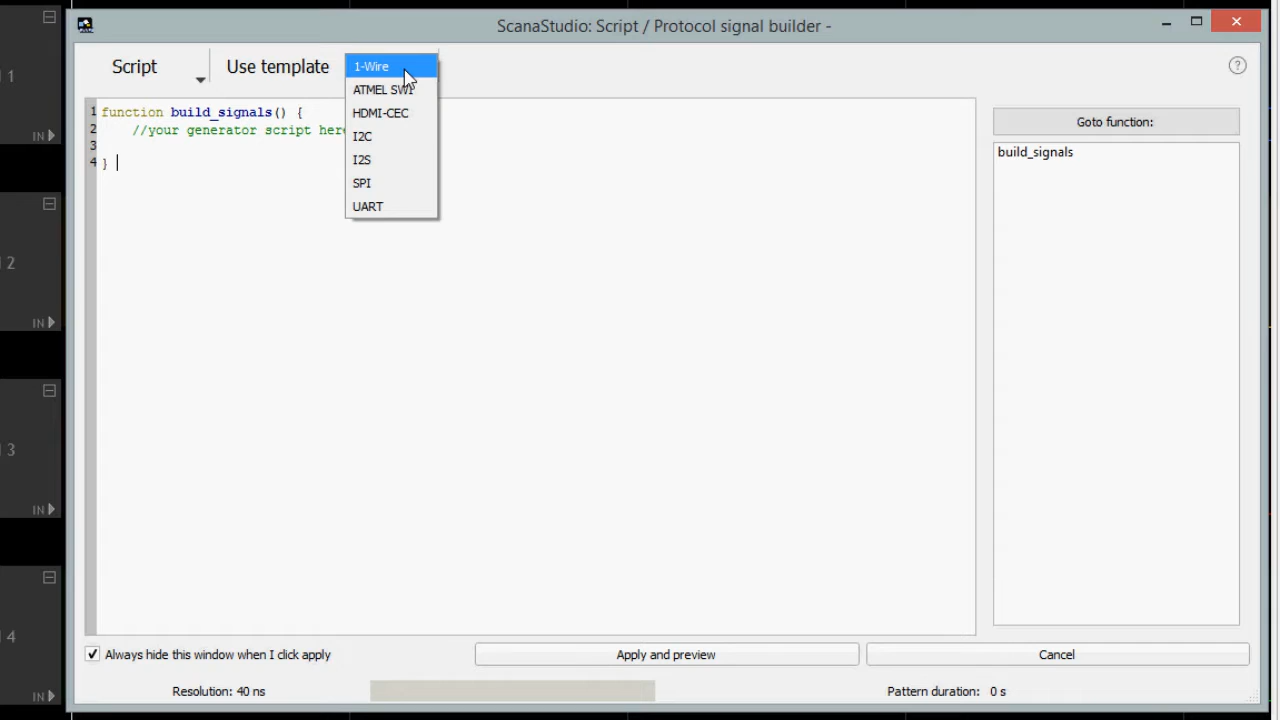 ScanaStudio: Script / Protocol signal builder -
Script
Use template
1-Wire
ATMEL SWI
HDMI-CEC
I2C
I2S
SPI
UART
1 function build_signals() {
2 //your generator script here
3
4 }
Goto function:
build_signals
1
IN
2
IN
3
IN
4
IN
Always hide this window when I click apply
Apply and preview
Cancel
Resolution: 40 ns
Pattern duration: 0 s